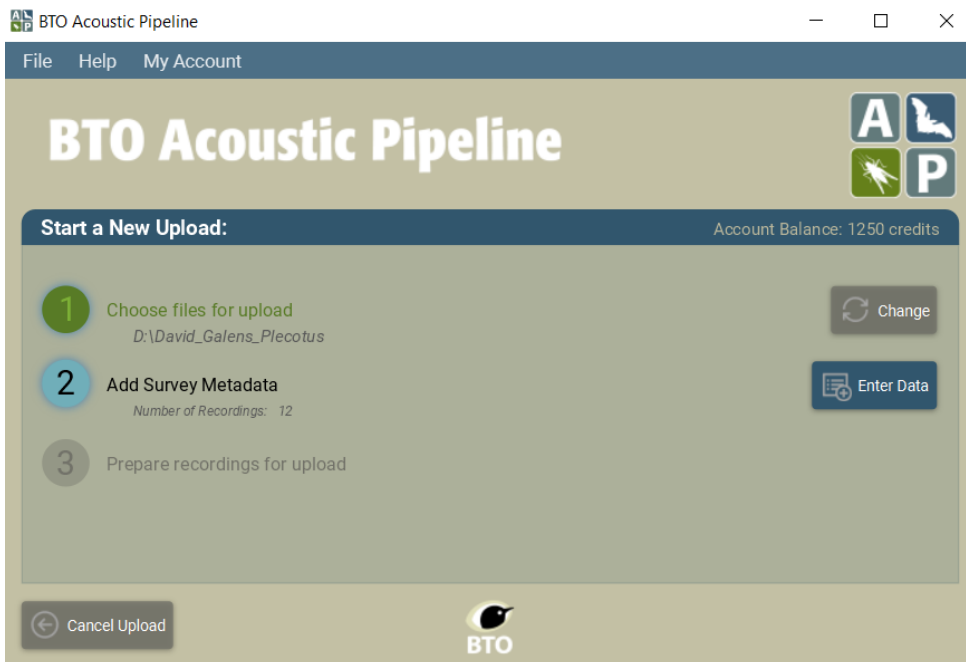 BTO Acoustic Pipeline
File Help My Account
BTO Acoustic Pipeline
A
P
Start a New Upload:
Account Balance: 1250 credits
1
Choose files for upload
D:\David_Galens_Plecotus
Change
2
Add Survey Metadata
Number of Recordings: 12
Enter Data
3
Prepare recordings for upload
Cancel Upload
BTO